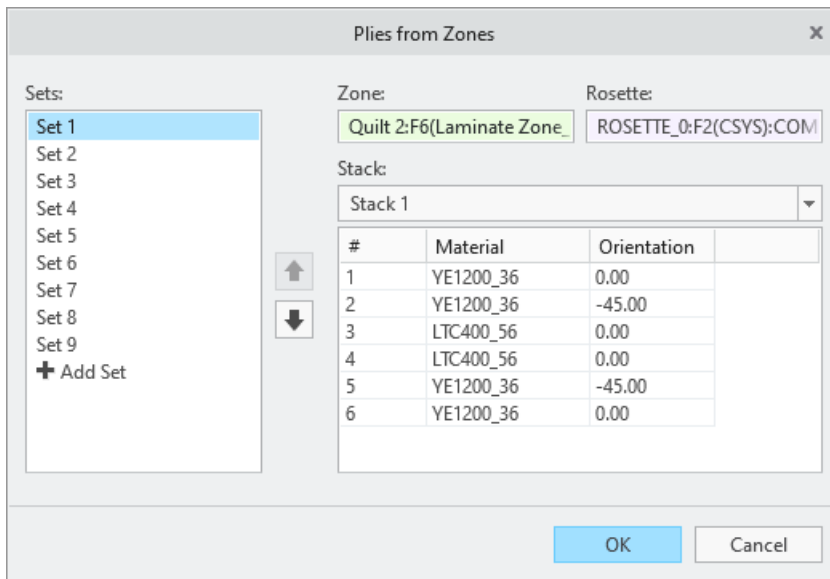 Plies from Zones
Sets:
Set 1
Set 2
Set 3
Set 4
Set 5
Set 6
Set 7
Set 8
Set 9
Add Set
Zone: Rosette:
Quilt 2:F6(Laminate Zone_ ROSETTE_0:F2(CSYS):COM
Stack:
Stack 1
# Material Orientation
1 YE1200_36 0.00
2 YE1200_36 -45.00
3 LTC400_56 0.00
4 LTC400_56 0.00
5 YE1200_36 -45.00
6 YE1200_36 0.00
OK Cancel